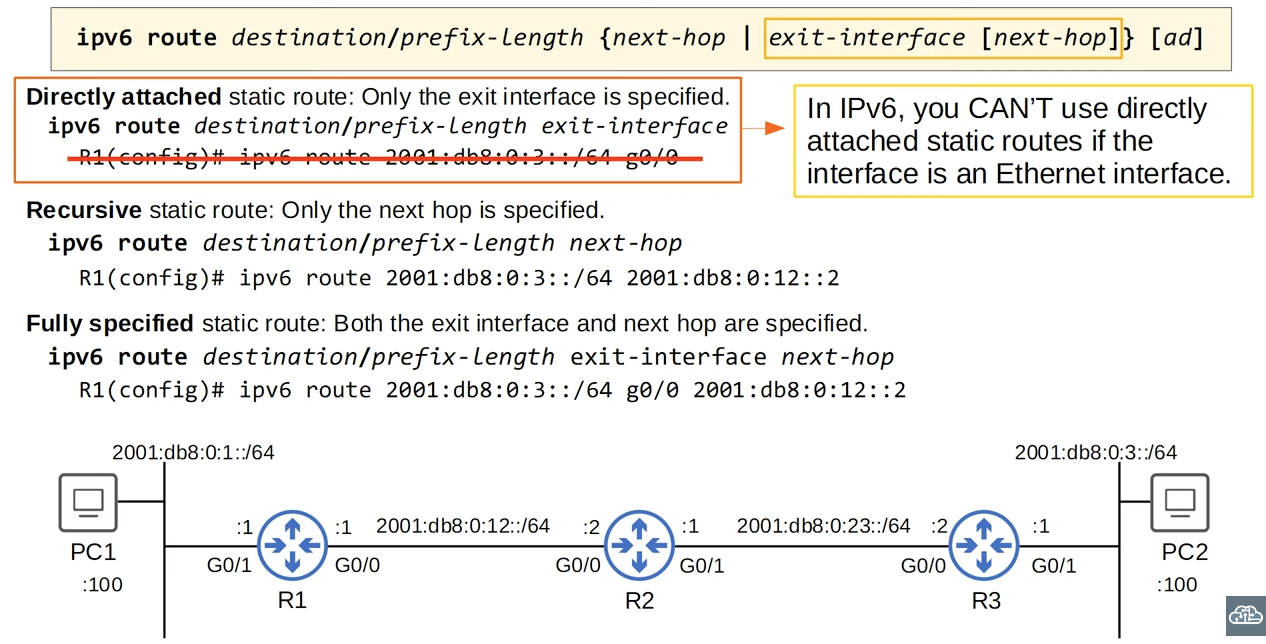 ipv6 route destination/prefix-length {next-hop | exit-interface [next-hop]} [ad]
Directly attached static route: Only the exit interface is specified.
ipv6 route destination/prefix-length exit-interface
R1(config)# ipv6 route 2001:db8:0:3::/64 g0/0
In IPv6, you CAN'T use directly
attached static routes if the
interface is an Ethernet interface.
Recursive static route: Only the next hop is specified.
ipv6 route destination/prefix-length next-hop
R1(config)# ipv6 route 2001:db8:0:3::/64 2001:db8:0:12::2
Fully specified static route: Both the exit interface and next hop are specified.
ipv6 route destination/prefix-length exit-interface next-hop
R1(config)# ipv6 route 2001:db8:0:3::/64 g0/0 2001:db8:0:12::2
2001:db8:0:1::/64
2001:db8:0:3::/64
:1
:1
2001:db8:0:12::/64
:2
:1
2001:db8:0:23::/64
:2
:1
PC1
:100
G0/1
G0/0
G0/0
G0/1
G0/0
G0/1
PC2
:100
R1
R2
R3